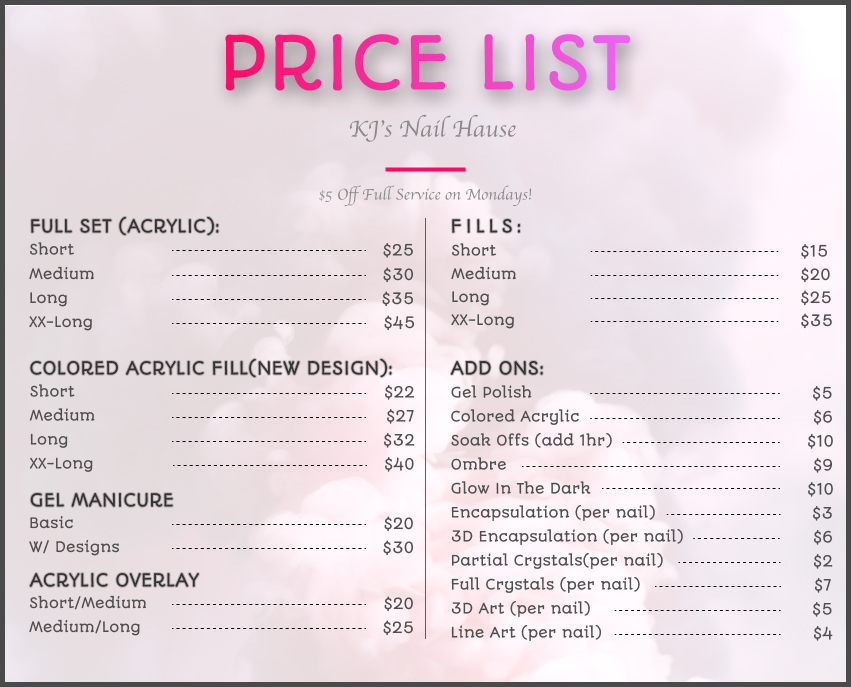 PRICE LIST
KJ's Nail Hause
$5 Off Full Service on Mondays!
FULL SET (ACRYLIC):
Short $25
Medium $30
Long $35
XX-Long $45
COLORED ACRYLIC FILL(NEW DESIGN):
Short $22
Medium $27
Long $32
XX-Long $40
GEL MANICURE
Basic $20
W/ Designs $30
ACRYLIC OVERLAY
Short/Medium $20
Medium/Long $25
FILLS:
Short $15
Medium $20
Long $25
XX-Long $35
ADD ONS:
Gel Polish $5
Colored Acrylic $6
Soak Offs (add 1hr) $10
Ombre $9
Glow In The Dark $10
Encapsulation (per nail) $3
3D Encapsulation (per nail) $6
Partial Crystals(per nail) $2
Full Crystals (per nail) $7
3D Art (per nail) $5
Line Art (per nail) $4